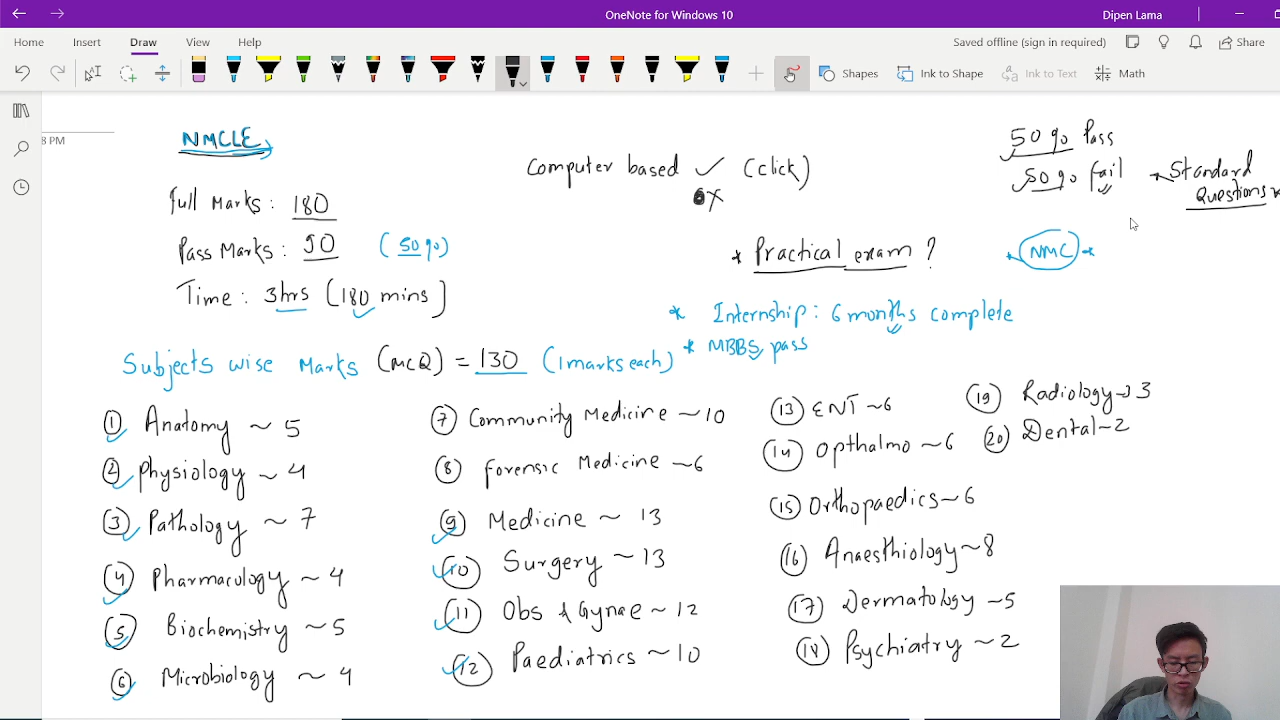 OneNote for Windows 10
Dipen Lama
Home Insert Draw View Help
Saved offline (sign in required)
Share
Shapes
Ink to Shape
Ink to Text
Math
8 PM
NMCLE
Full Marks: 180
Pass Marks: 90 (50%)
Time: 3hrs (180 mins)
Computer based ✓ (click)
50% Pass
50% fail
Standard
Questions
* Practical exam?
* NMC *
* Internship: 6 months complete
* MBBS pass
Subjects wise Marks (MCQ) = 130 (1 marks each)
① Anatomy ~ 5
② Physiology ~ 4
③ Pathology ~ 7
④ Pharmacology ~ 4
⑤ Biochemistry ~ 5
⑥ Microbiology ~ 4
⑦ Community Medicine ~ 10
⑧ Forensic Medicine ~ 6
⑨ Medicine ~ 13
⑩ Surgery ~ 13
⑪ Obs & Gynae ~ 12
⑫ Paediatrics ~ 10
⑬ ENT ~ 6
⑭ Opthalmo ~ 6
⑮ Orthopaedics ~ 6
⑯ Anaesthiology ~ 8
⑰ Dermatology ~ 5
⑱ Psychiatry ~ 2
⑲ Radiology → 3
⑳ Dental ~ 2